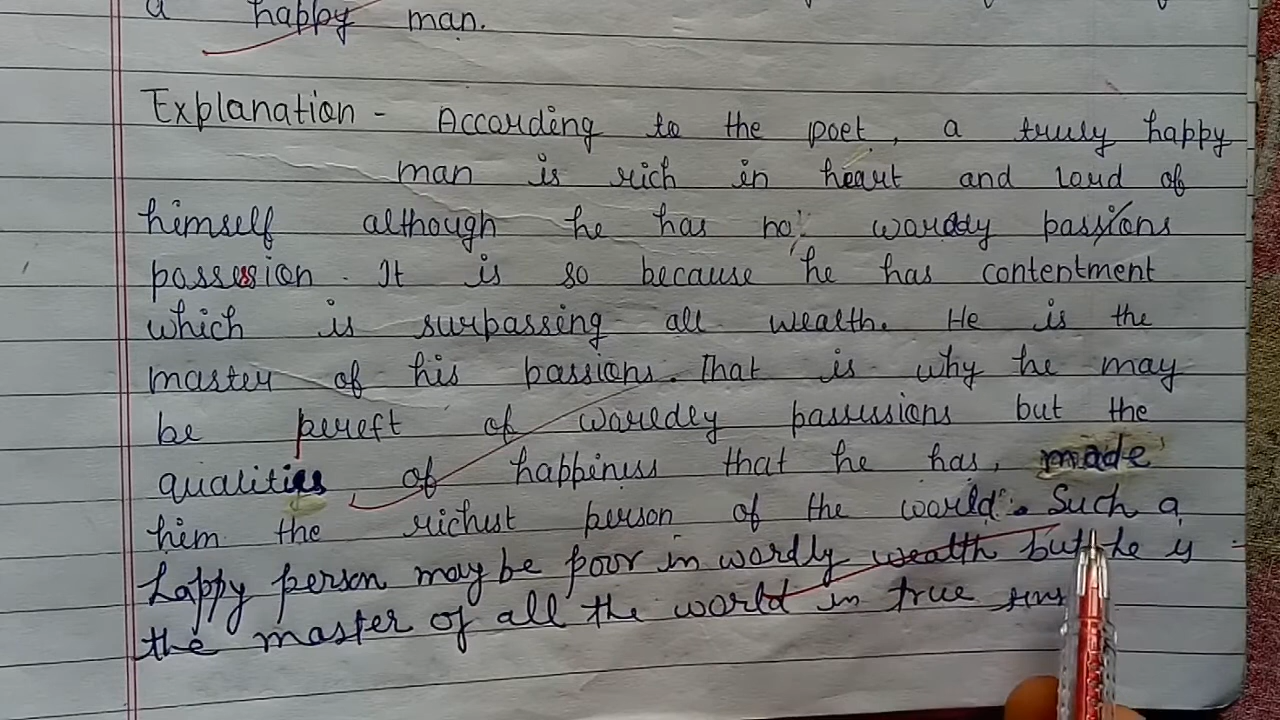 a happy man.
Explanation - According to the poet, a truly happy
man is rich in heart and lord of
himself although he has no wordly passions
possession. It is so because he has contentment
which is surpassing all wealth. He is the
master of his passions. That is why he may
be bereft of woreldly possessions but the
qualities of happiness that he has, made
him the richest person of the world. Such a
happy person may be poor in wordly wealth but he is
the master of all the world in true